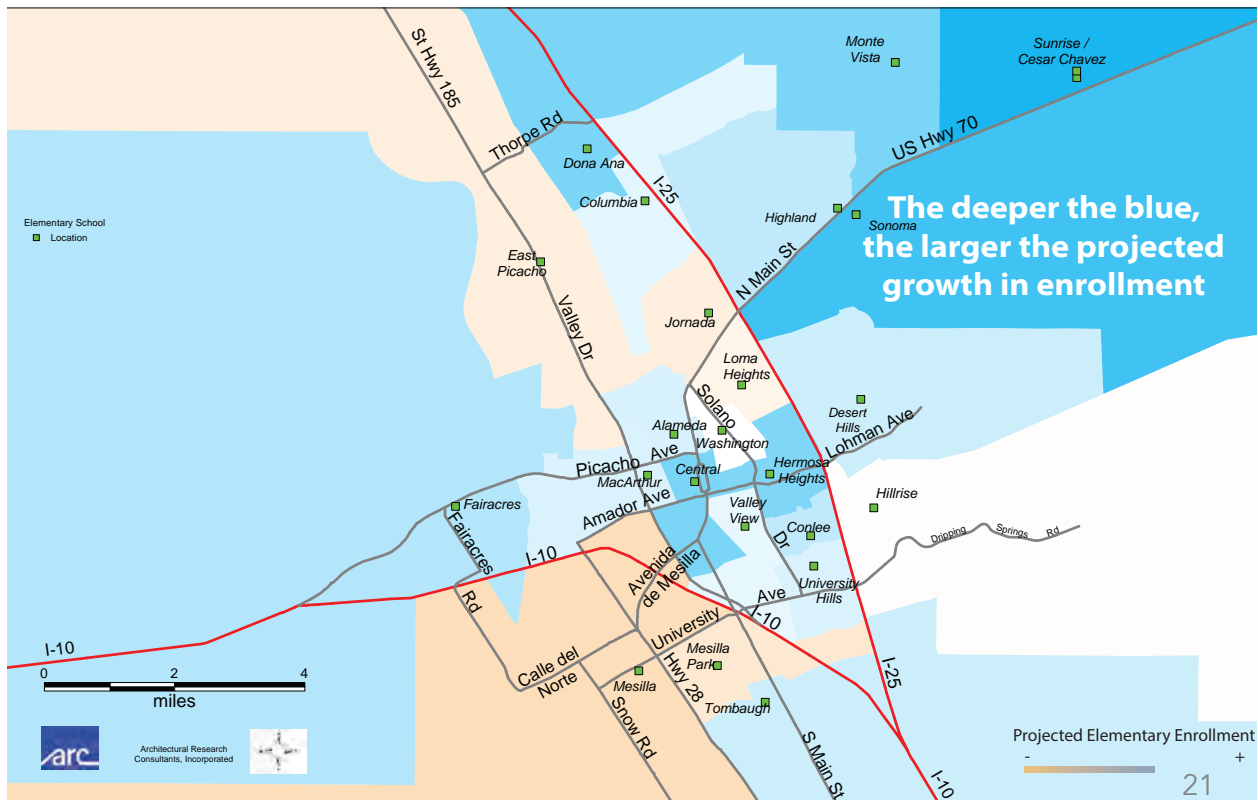 St Hwy 185
Monte
Vista
Sunrise /
Cesar Chavez
US Hwy 70
Thorpe Rd
Dona Ana
I-25
Columbia
Highland
Sonoma
The deeper the blue,
the larger the projected
growth in enrollment
Elementary School
Location
East
Picacho
N Main St
Valley Dr
Jornada
Loma
Heights
Solano
Desert
Hills
Alameda
Washington
Lohman Ave
Picacho Ave
MacArthur
Central
Hermosa
Heights
Amador Ave
Fairacres
Fairacres
Rd
Valley
View
Dr
Conlee
Hillrise
Dripping Springs Rd
I-10
Avenida
de Mesilla
University
Hills
University Ave
I-10
I-10
Calle del
Norte
Mesilla
Hwy 28
Mesilla
Park
Tombaugh
I-25
Snow Rd
S Main St
I-10
0 2 4
miles
arc
Architectural Research
Consultants, Incorporated
Projected Elementary Enrollment
- +
21